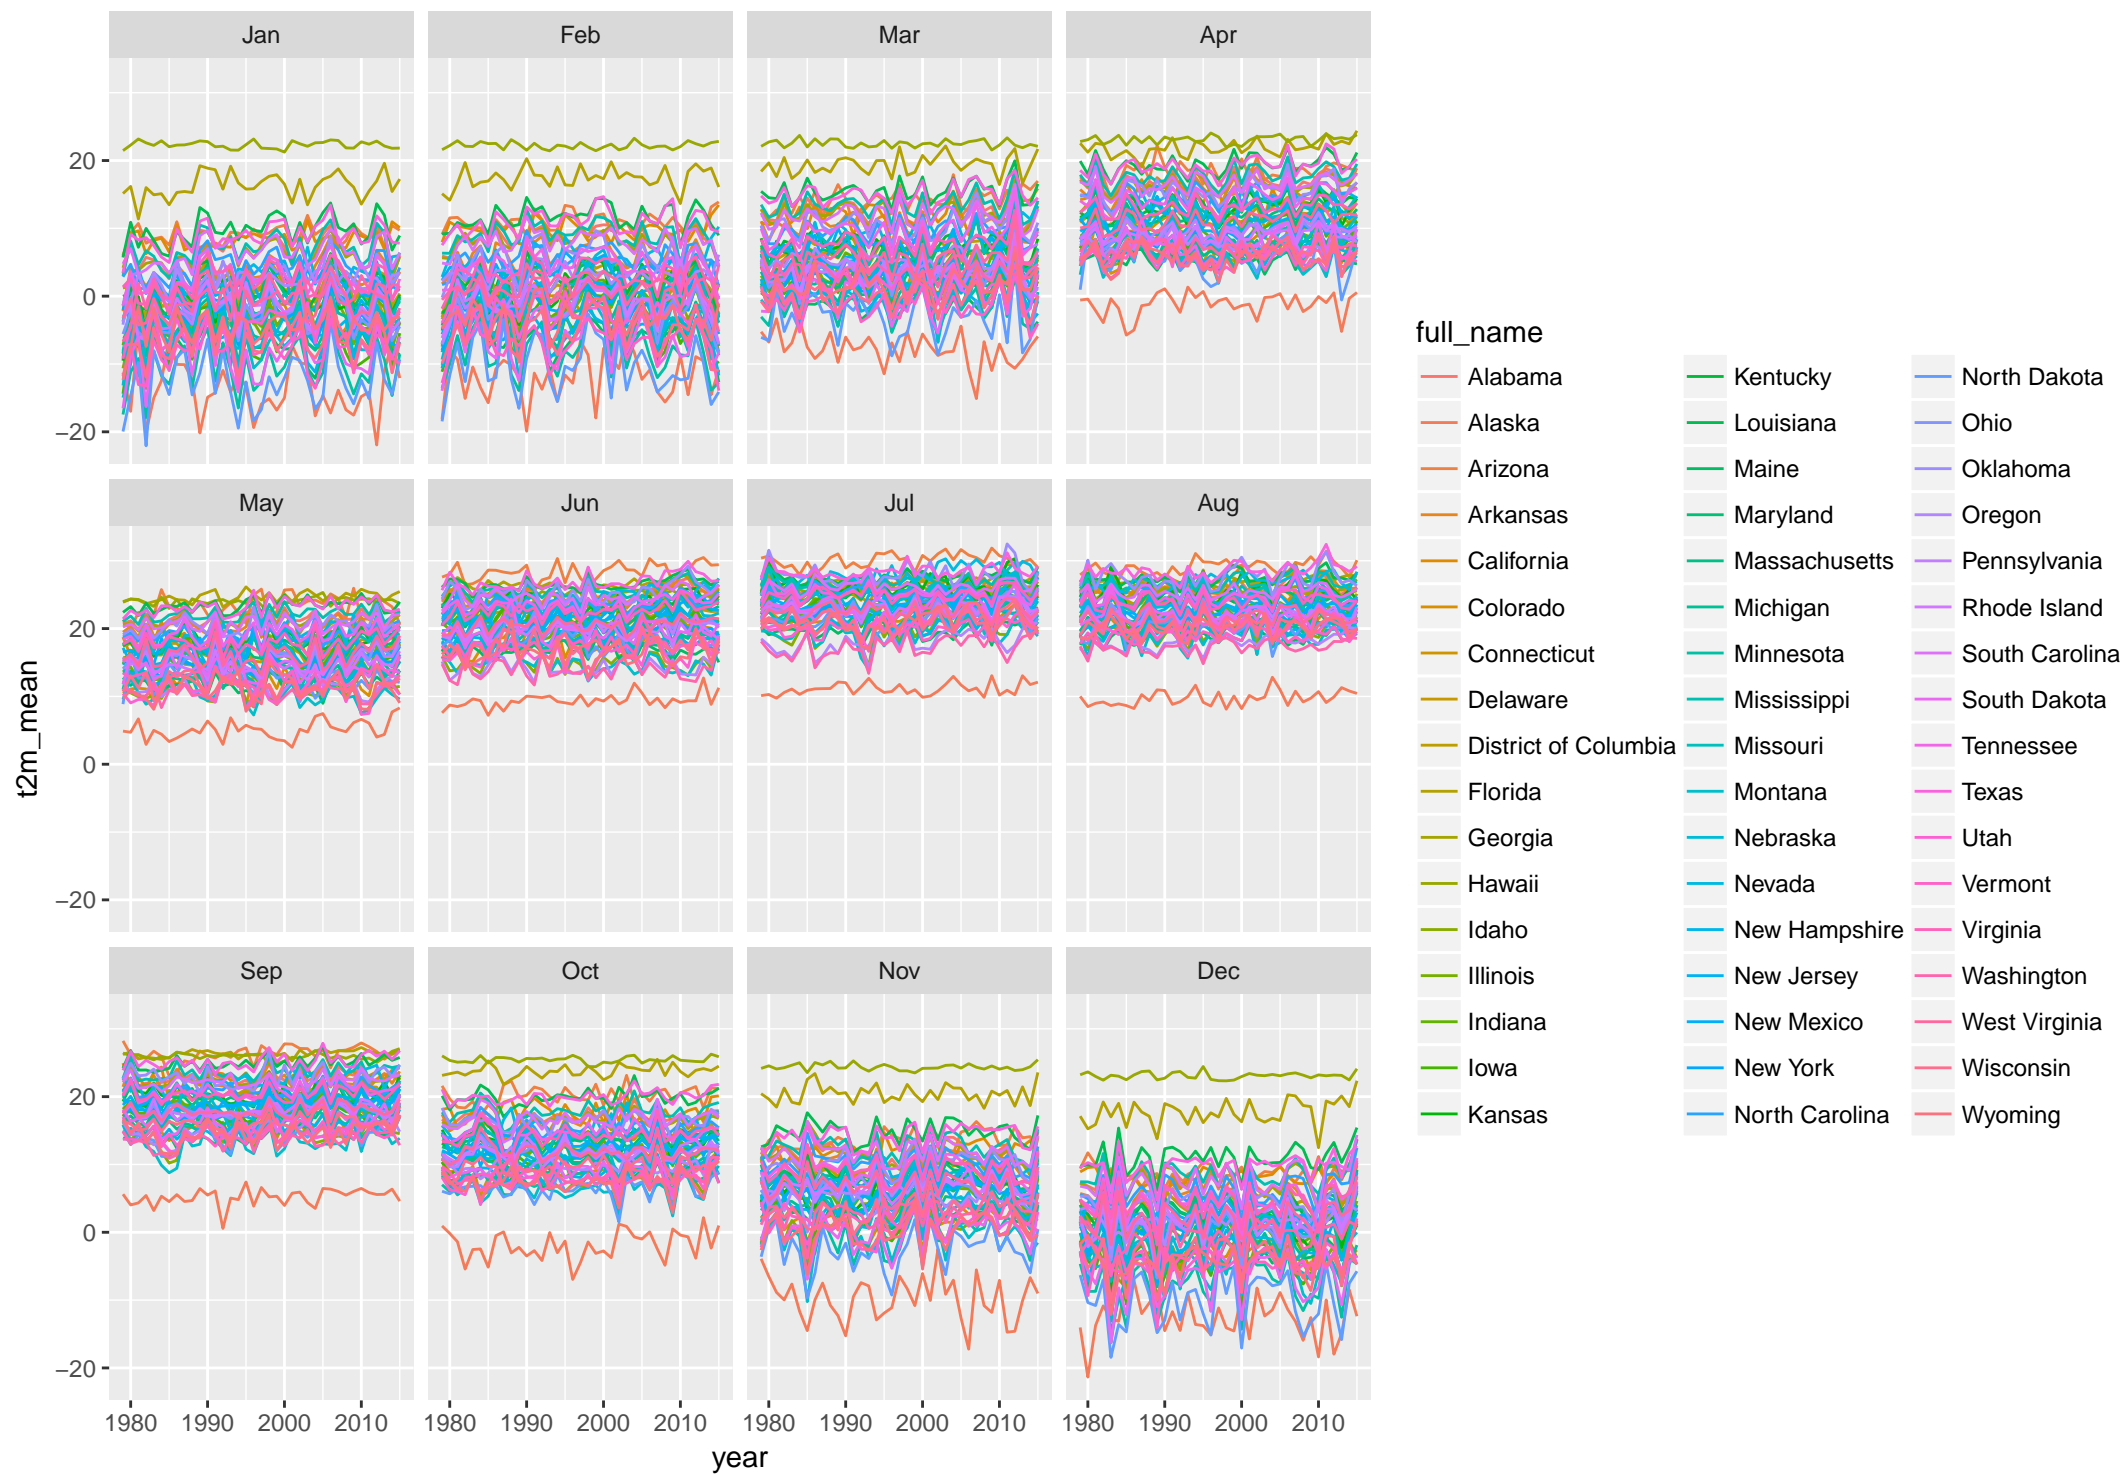 Jan Feb Mar Apr
20
0
−20
May Jun Jul Aug
20
0
−20
t2m_mean
Sep Oct Nov Dec
20
0
−20
1980 1990 2000 2010 1980 1990 2000 2010 1980 1990 2000 2010 1980 1990 2000 2010
year
full_name
Alabama
Alaska
Arizona
Arkansas
California
Colorado
Connecticut
Delaware
District of Columbia
Florida
Georgia
Hawaii
Idaho
Illinois
Indiana
Iowa
Kansas
Kentucky
Louisiana
Maine
Maryland
Massachusetts
Michigan
Minnesota
Mississippi
Missouri
Montana
Nebraska
Nevada
New Hampshire
New Jersey
New Mexico
New York
North Carolina
North Dakota
Ohio
Oklahoma
Oregon
Pennsylvania
Rhode Island
South Carolina
South Dakota
Tennessee
Texas
Utah
Vermont
Virginia
Washington
West Virginia
Wisconsin
Wyoming